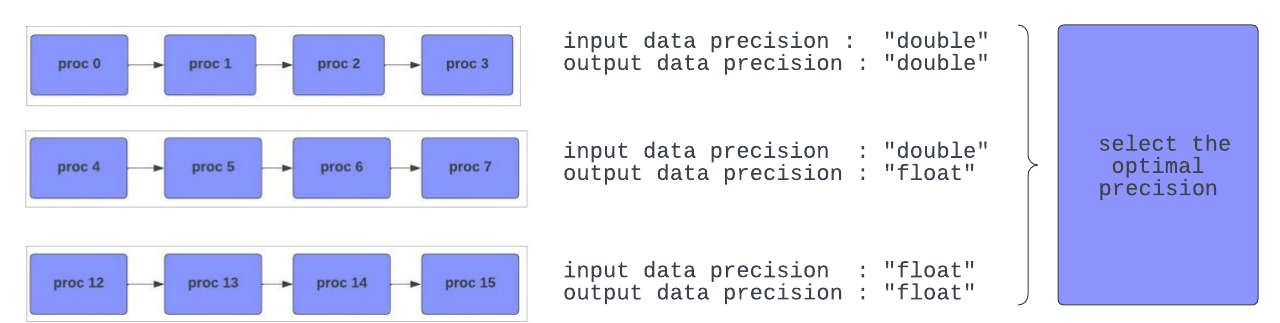 proc 0 proc 1 proc 2 proc 3
input data precision : "double"
output data precision : "double"
proc 4 proc 5 proc 6 proc 7
input data precision : "double"
output data precision : "float"
proc 12 proc 13 proc 14 proc 15
input data precision : "float"
output data precision : "float"
select the
optimal
precision